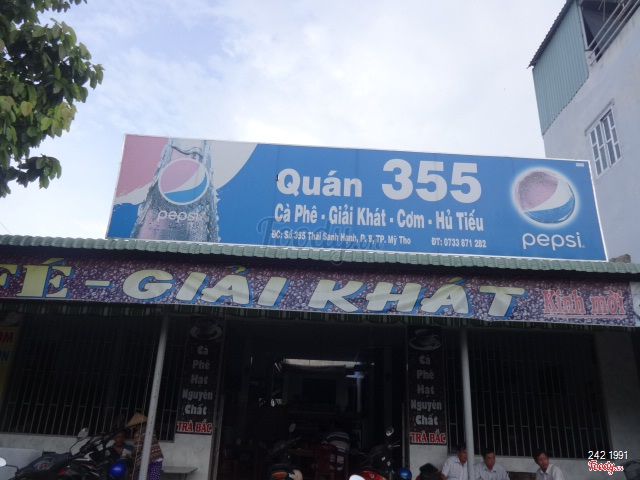 Quán 355
Cà Phê - Giải Khát - Cơm - Hủ Tiếu
ĐC: Số 355 Thái Sanh Hạnh, P. 9, TP. Mỹ Tho ĐT: 0733 871 282
pepsi
pepsi.
FÉ - GIẢI KHÁT
Kính mời
Cà
Phê
Hạt
Nguyên
Chất
TRÀ BẮC
Cà
Phê
Hạt
Nguyên
Chất
TRÀ BẮC
242 1991
Foody.vn